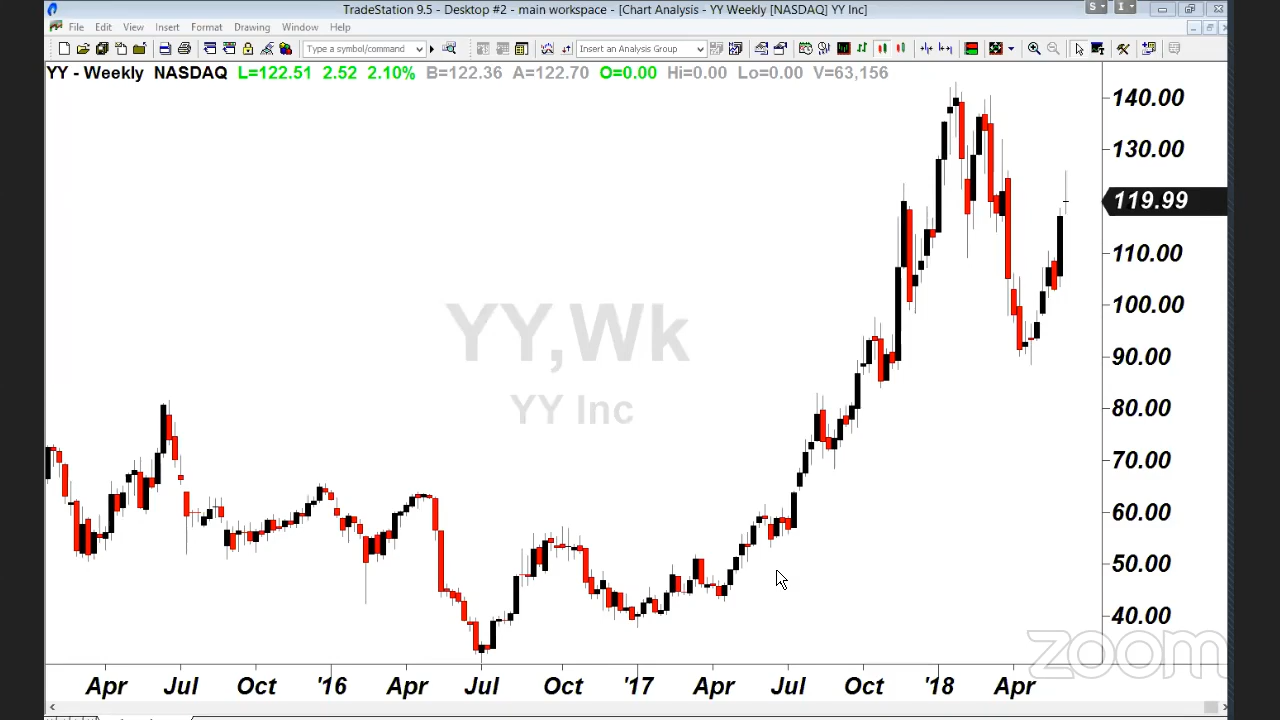 TradeStation 9.5 - Desktop #2 - main workspace - [Chart Analysis - YY Weekly [NASDAQ] YY Inc]
S I
File Edit View Insert Format Drawing Window Help
Type a symbol/command Insert an Analysis Group
YY - Weekly NASDAQ L=122.51 2.52 2.10% B=122.36 A=122.70 O=0.00 Hi=0.00 Lo=0.00 V=63,156
140.00
130.00
119.99
110.00
100.00
YY,Wk
90.00
YY Inc
80.00
70.00
60.00
50.00
40.00
zoom
Apr Jul Oct '16 Apr Jul Oct '17 Apr Jul Oct '18 Apr